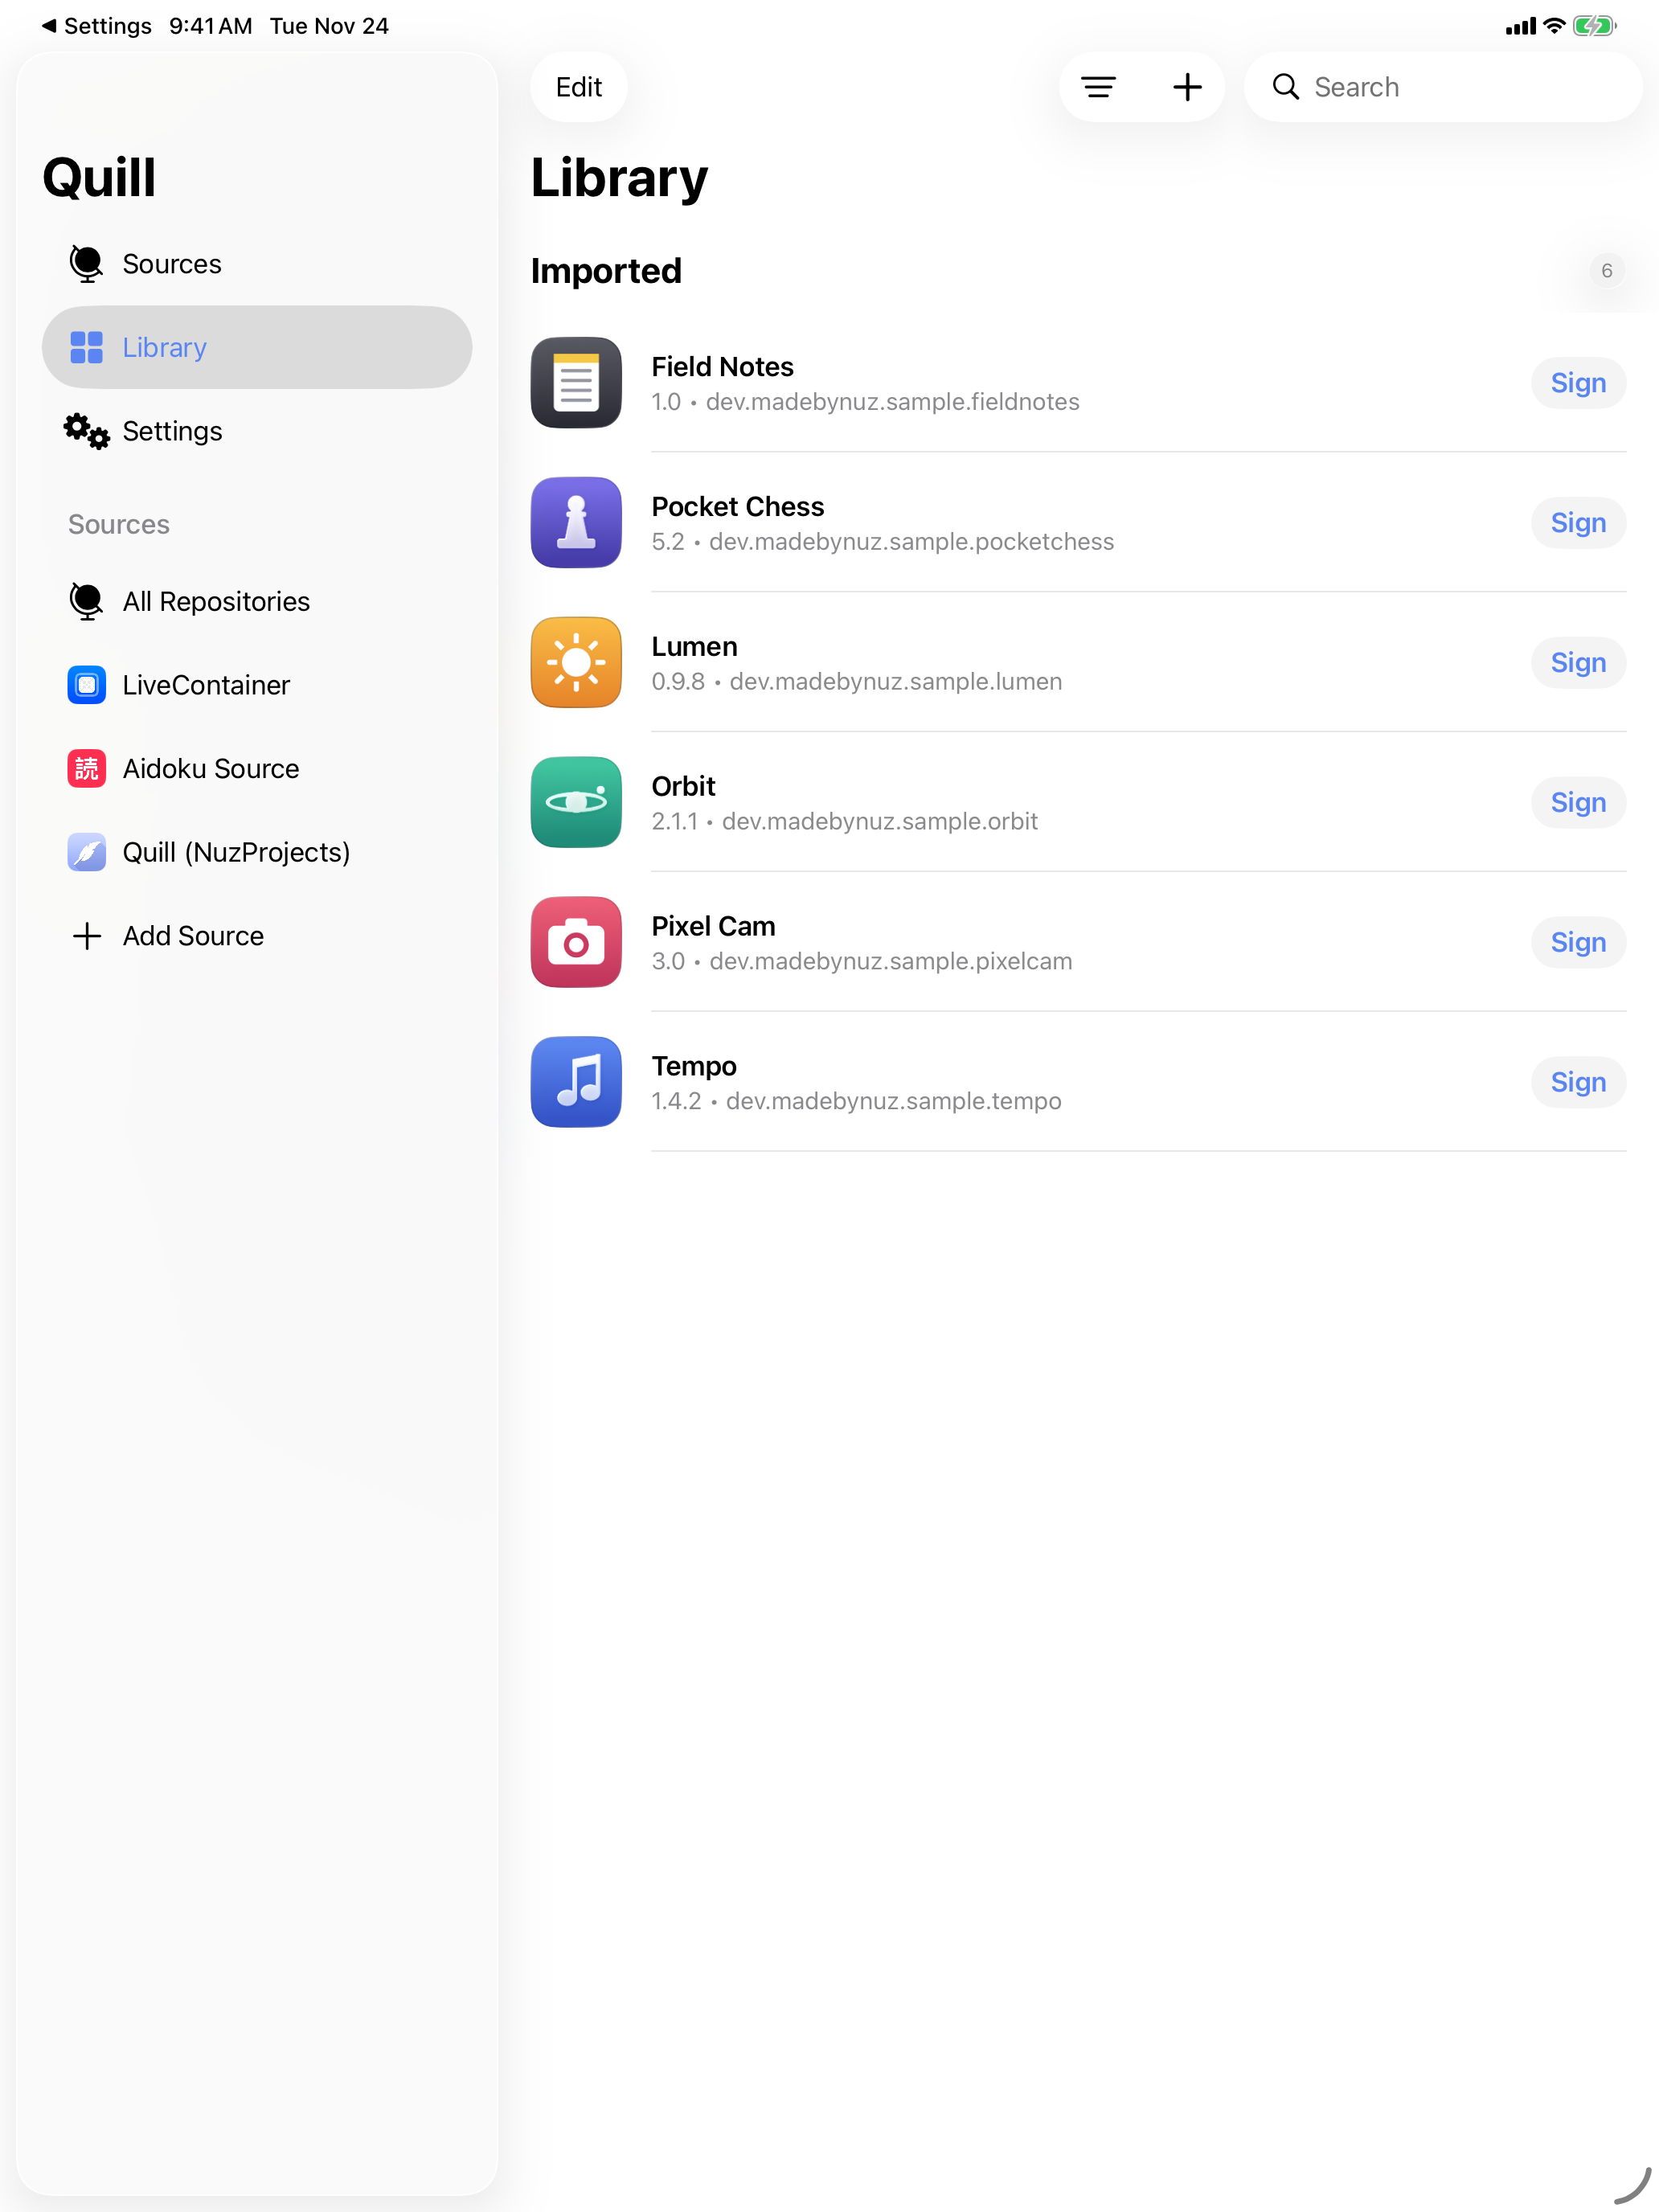 Settings 9:41 AM Tue Nov 24
Edit
Search
Quill
Sources
Library
Settings
Sources
All Repositories
LiveContainer
読 Aidoku Source
Quill (NuzProjects)
Add Source
Library
Imported
6
Field Notes
1.0 • dev.madebynuz.sample.fieldnotes
Sign
Pocket Chess
5.2 • dev.madebynuz.sample.pocketchess
Sign
Lumen
0.9.8 • dev.madebynuz.sample.lumen
Sign
Orbit
2.1.1 • dev.madebynuz.sample.orbit
Sign
Pixel Cam
3.0 • dev.madebynuz.sample.pixelcam
Sign
Tempo
1.4.2 • dev.madebynuz.sample.tempo
Sign